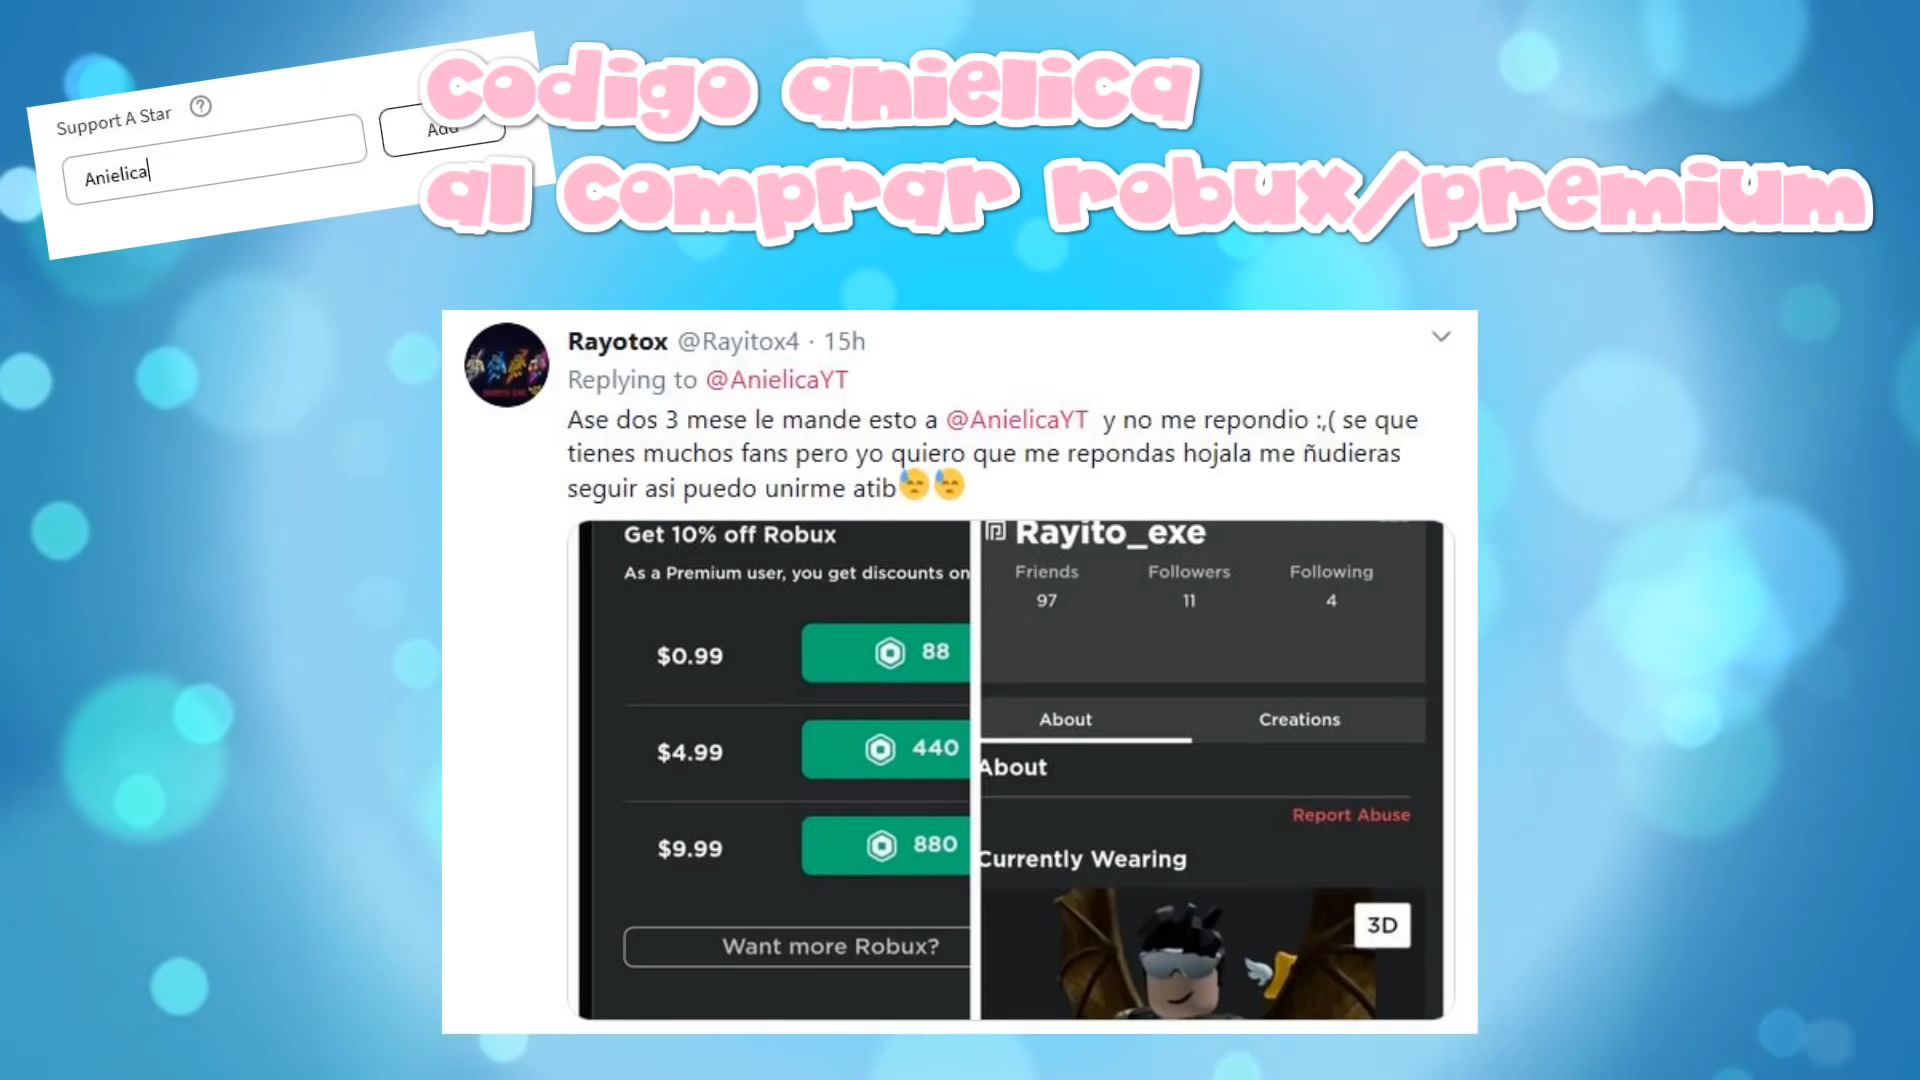 Support A Star ?
Anielica
Add
Codigo anielica
al comprar robux/premium
Rayotox @Rayitox4 · 15h
Replying to @AnielicaYT
Ase dos 3 mese le mande esto a @AnielicaYT y no me repondio :,( se que
tienes muchos fans pero yo quiero que me repondas hojala me ñudieras
seguir asi puedo unirme atib😓😓
Get 10% off Robux
As a Premium user, you get discounts on
$0.99 88
$4.99 440
$9.99 880
Want more Robux?
Rayito_exe
Friends Followers Following
97 11 4
About Creations
About
Report Abuse
Currently Wearing
3D